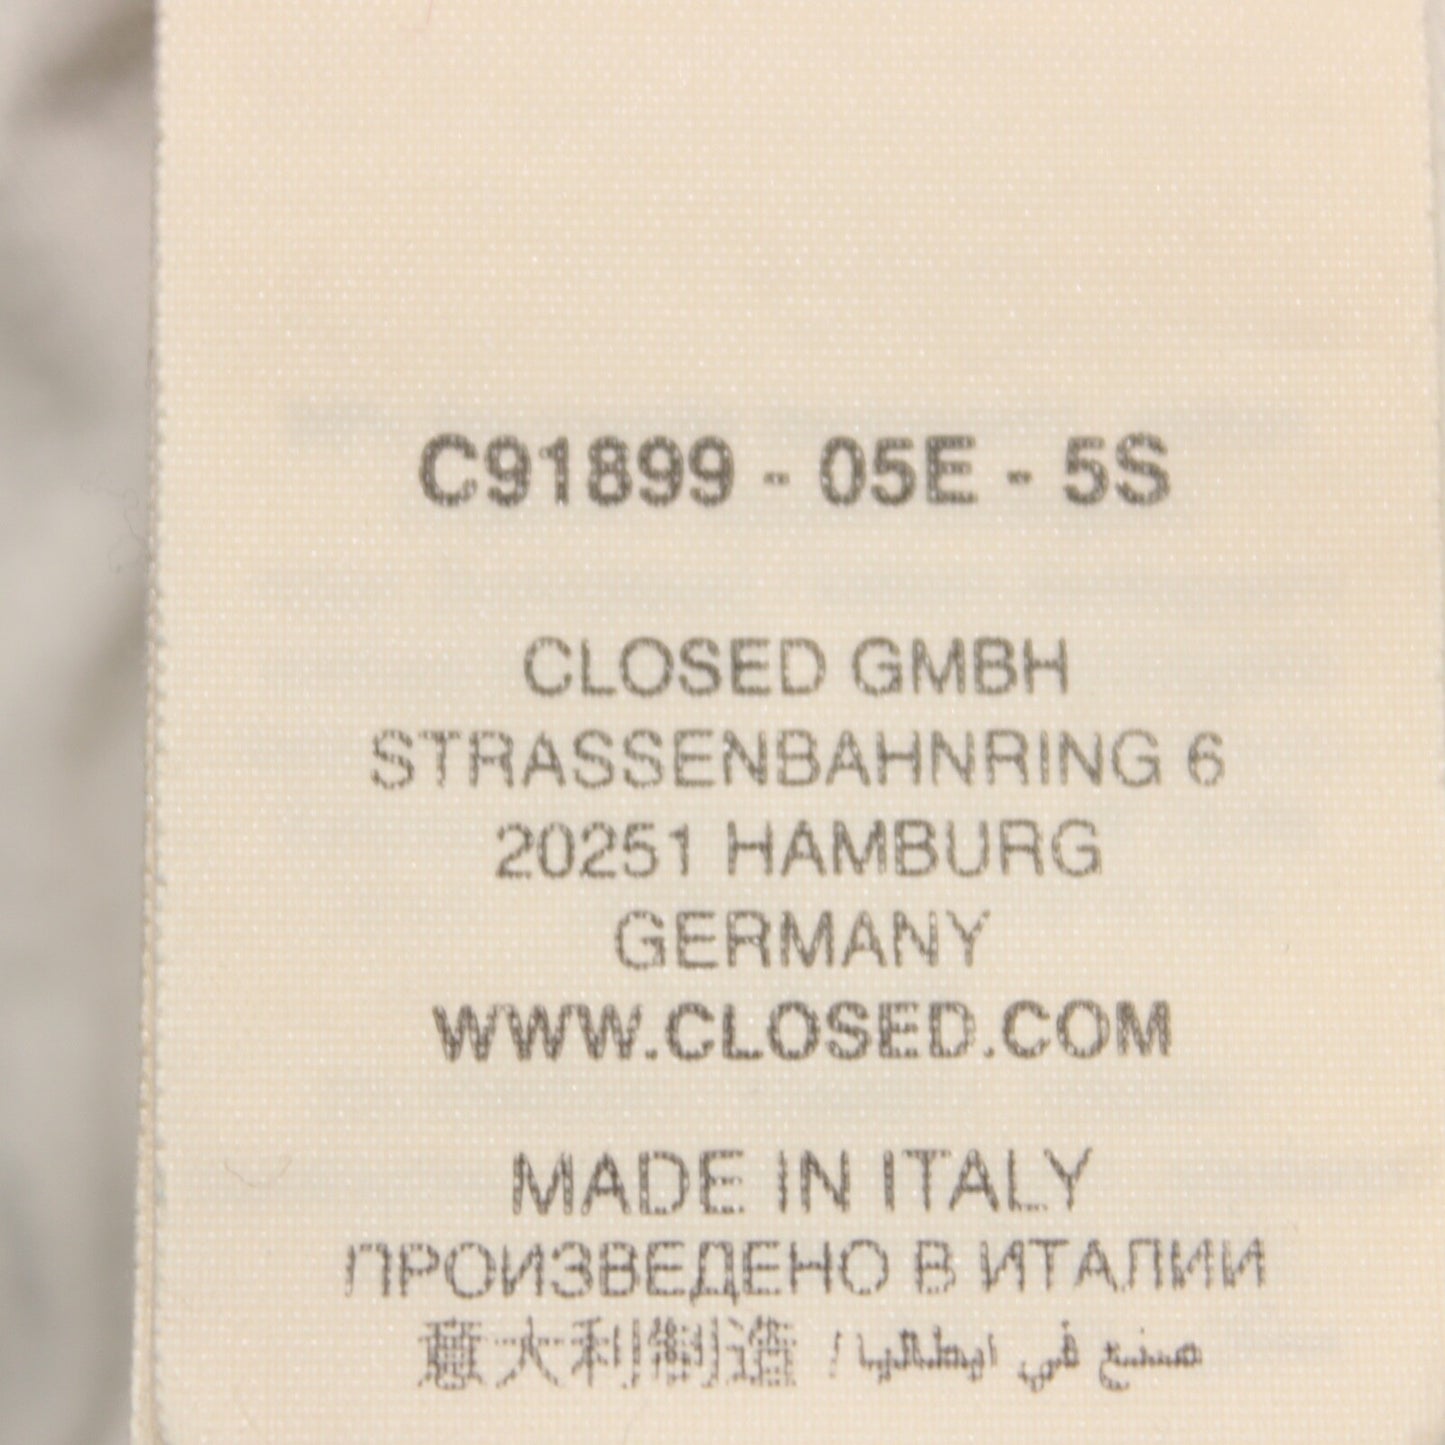 C91899 - 05E - 5S
CLOSED GMBH
STRASSENBAHNRING 6
20251 HAMBURG
GERMANY
WWW.CLOSED.COM
MADE IN ITALY
ПРОИЗВЕДЕНО В ИТАЛИИ
意大利制造 / صنع في ايطاليا